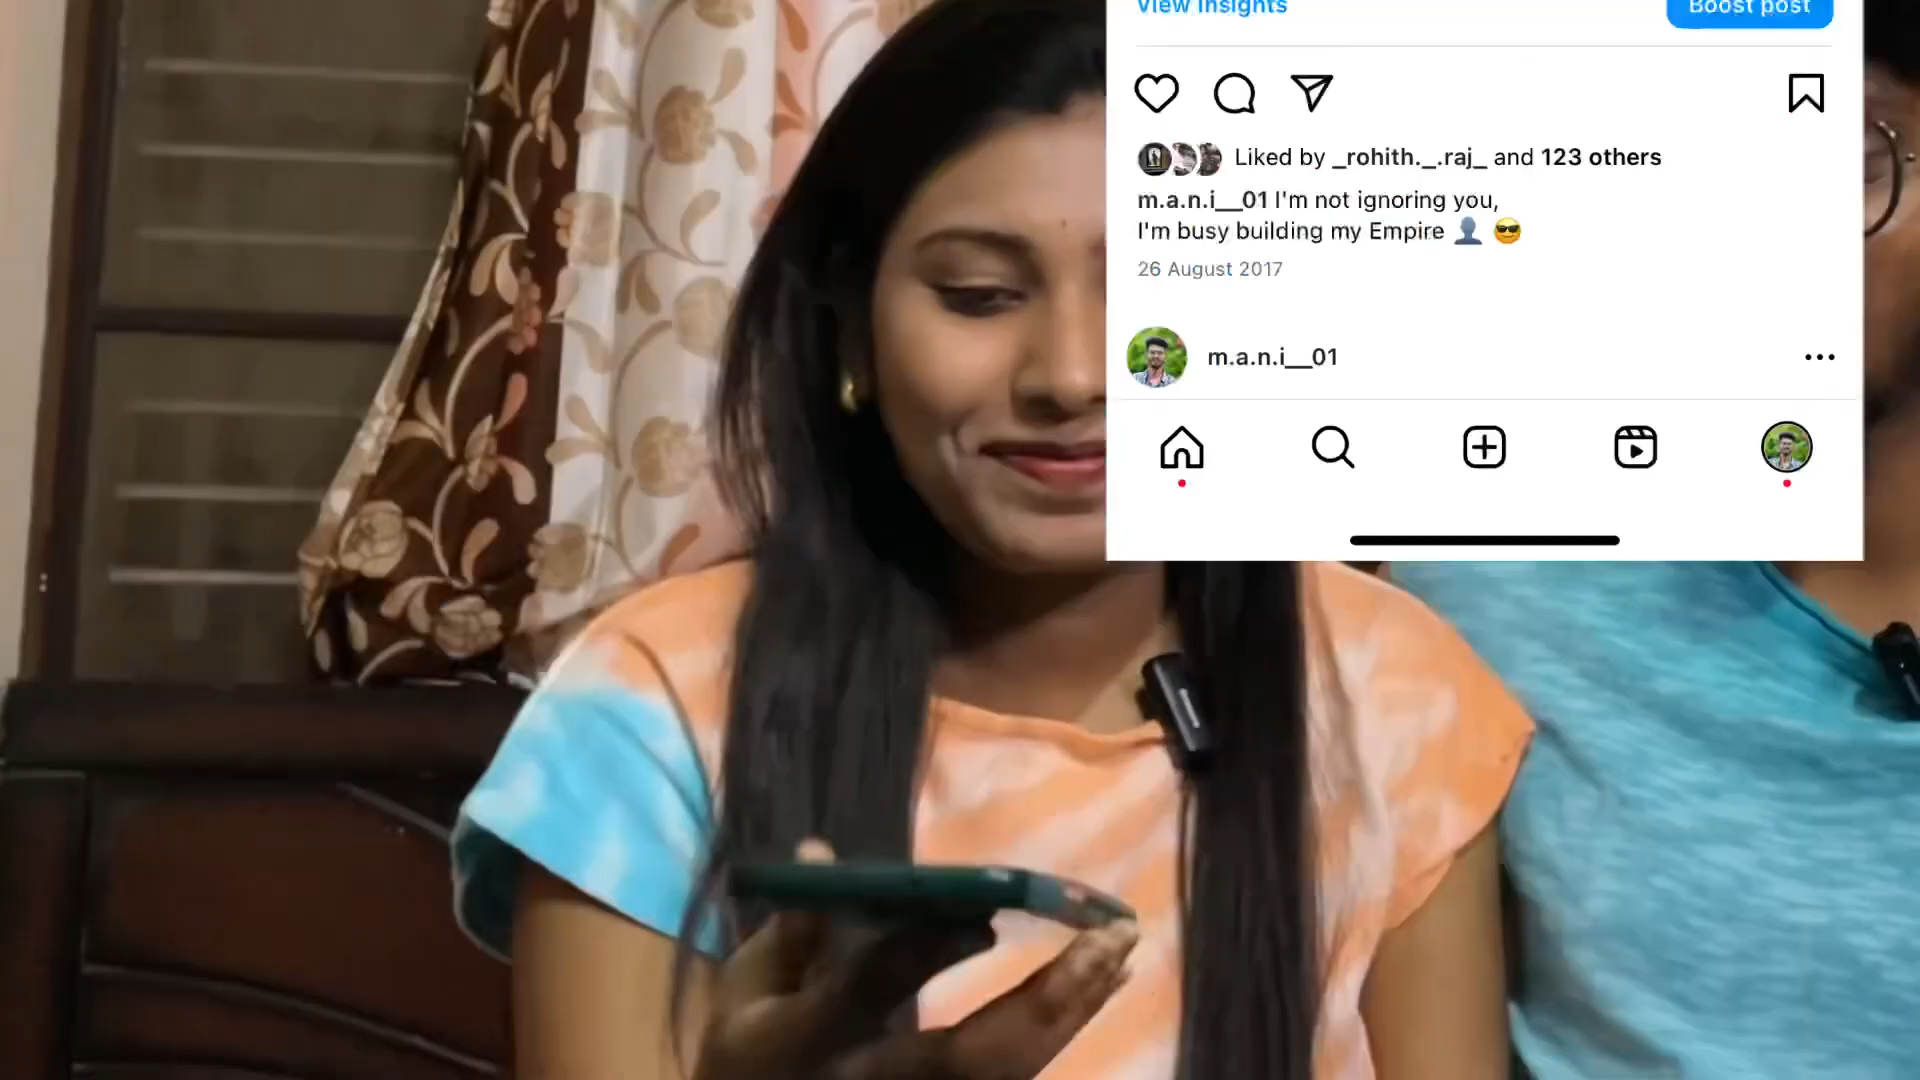 View insights
Boost post
Liked by _rohith._.raj_ and 123 others
m.a.n.i__01 I'm not ignoring you,
I'm busy building my Empire 👤 😎
26 August 2017
m.a.n.i__01